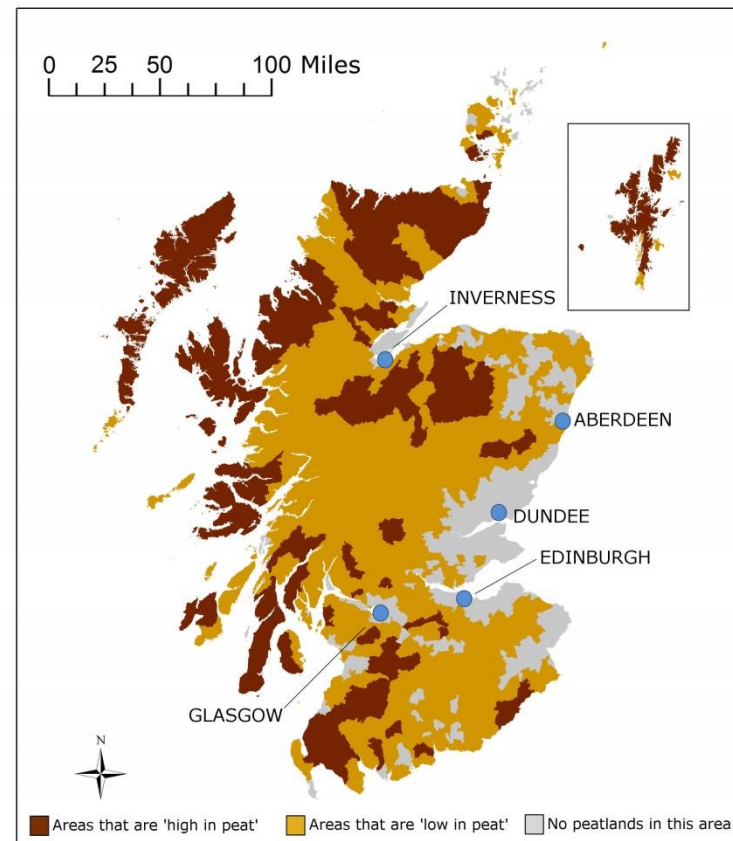 0 25 50 100 Miles
INVERNESS
ABERDEEN
DUNDEE
EDINBURGH
GLASGOW
N
Areas that are 'high in peat' Areas that are 'low in peat' No peatlands in this area